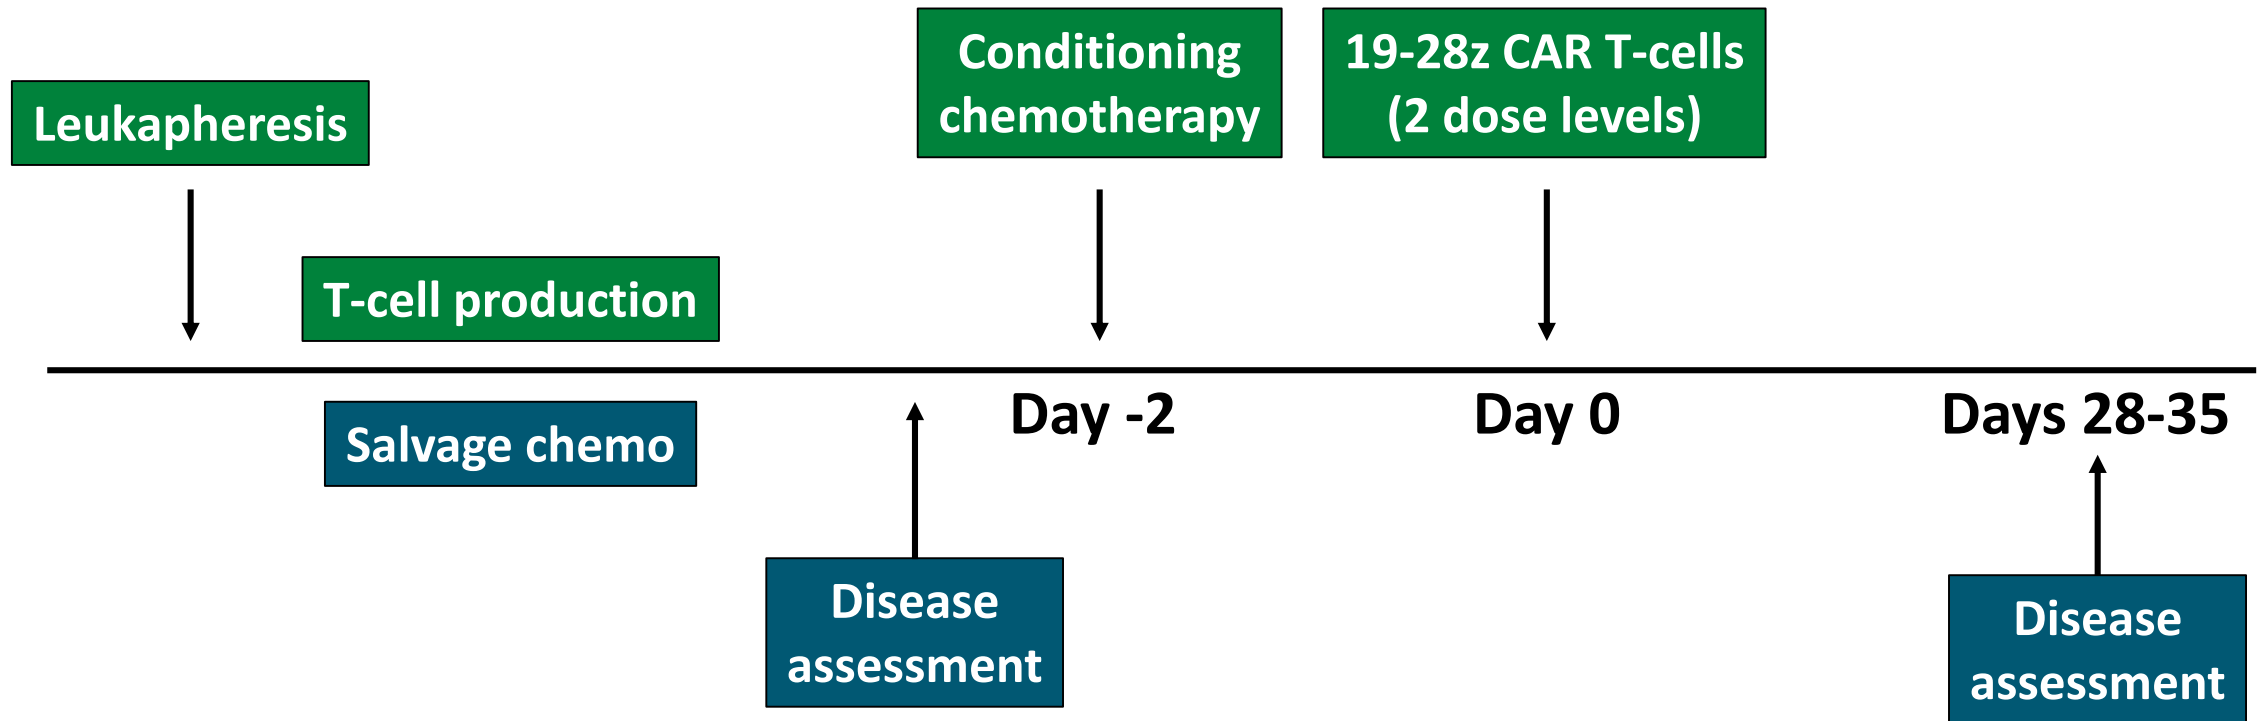 Leukapheresis
Conditioning
chemotherapy
19-28z CAR T-cells
(2 dose levels)
T-cell production
Salvage chemo
Day -2
Day 0
Days 28-35
Disease
assessment
Disease
assessment